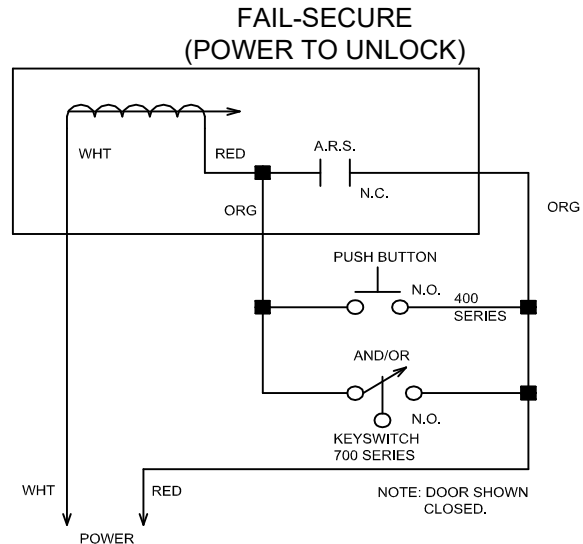 FAIL-SECURE
(POWER TO UNLOCK)
A.R.S.
WHT
RED
N.C.
ORG
ORG
PUSH BUTTON
N.O.
400
SERIES
AND/OR
N.O.
KEYSWITCH
700 SERIES
WHT
RED
NOTE: DOOR SHOWN
CLOSED.
POWER